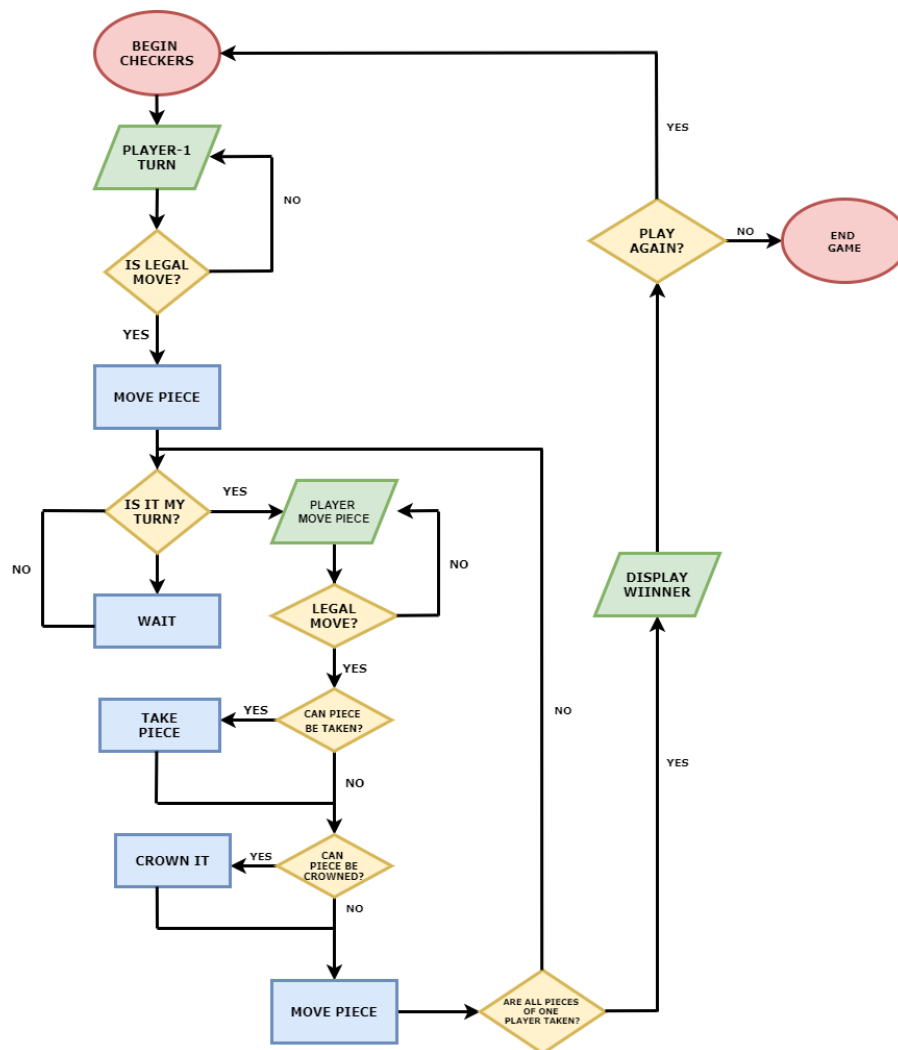 BEGIN
CHECKERS
YES
PLAYER-1
TURN
NO
PLAY
AGAIN?
NO
END
GAME
IS LEGAL
MOVE?
YES
MOVE PIECE
IS IT MY
TURN?
YES
PLAYER
MOVE PIECE
NO
NO
WAIT
LEGAL
MOVE?
DISPLAY
WIINNER
YES
CAN PIECE
BE TAKEN?
YES
TAKE
PIECE
NO
NO
YES
CAN
PIECE BE
CROWNED?
YES
CROWN IT
NO
MOVE PIECE
ARE ALL PIECES
OF ONE
PLAYER TAKEN?